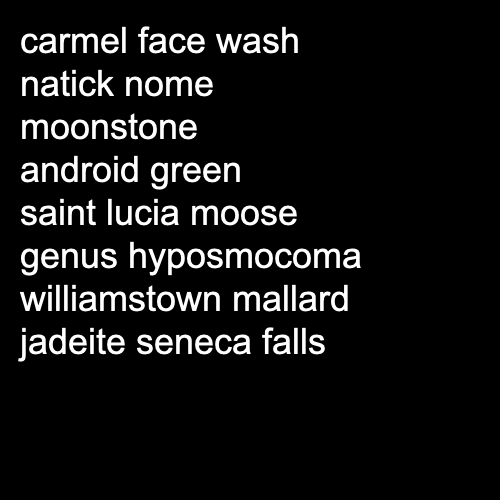 carmel face wash
natick nome
moonstone
android green
saint lucia moose
genus hyposmocoma
williamstown mallard
jadeite seneca falls